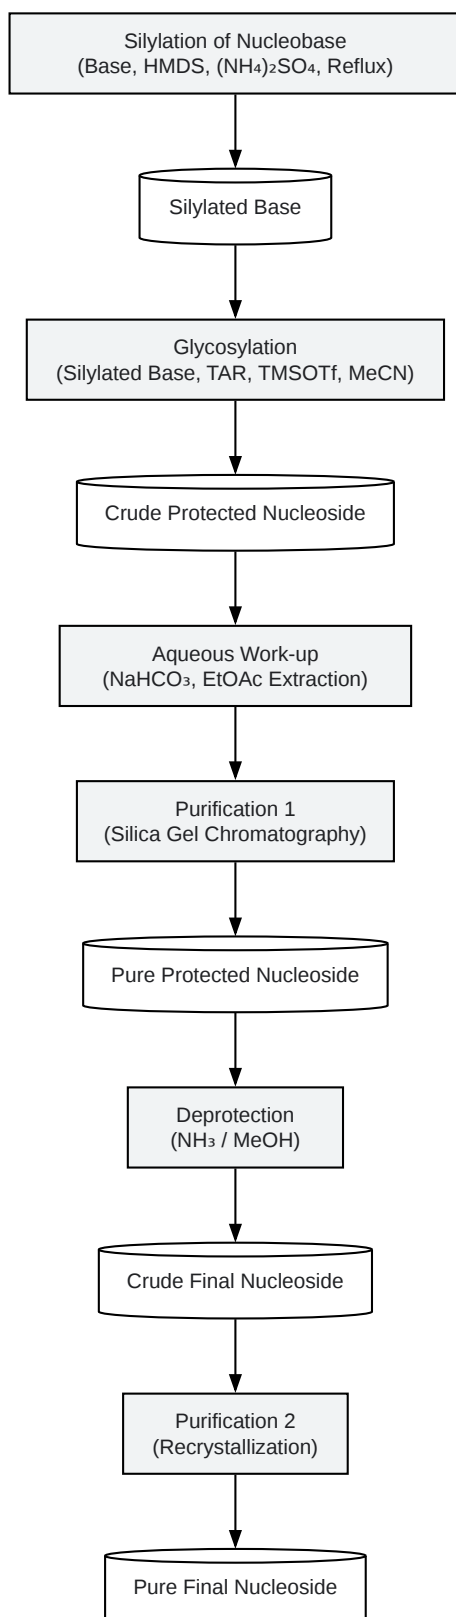 Silylation of Nucleobase
(Base, HMDS, (NH₄)₂SO₄, Reflux)
Silylated Base
Glycosylation
(Silylated Base, TAR, TMSOTf, MeCN)
Crude Protected Nucleoside
Aqueous Work-up
(NaHCO₃, EtOAc Extraction)
Purification 1
(Silica Gel Chromatography)
Pure Protected Nucleoside
Deprotection
(NH₃ / MeOH)
Crude Final Nucleoside
Purification 2
(Recrystallization)
Pure Final Nucleoside